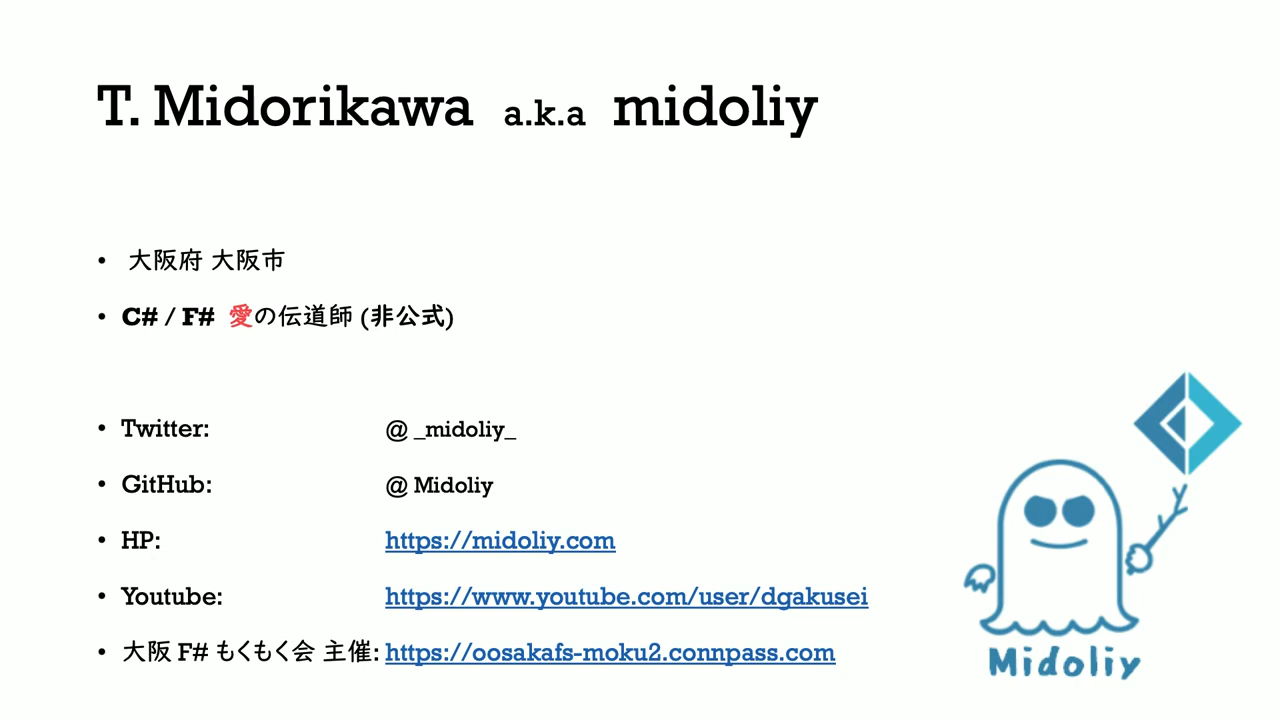 T. Midorikawa a.k.a midoliy
• 大阪府 大阪市
• C# / F# 愛の伝道師 (非公式)
• Twitter: @ _midoliy_
• GitHub: @ Midoliy
• HP: https://midoliy.com
• Youtube: https://www.youtube.com/user/dgakusei
• 大阪 F# もくもく会 主催: https://oosakafs-moku2.connpass.com
Midoliy